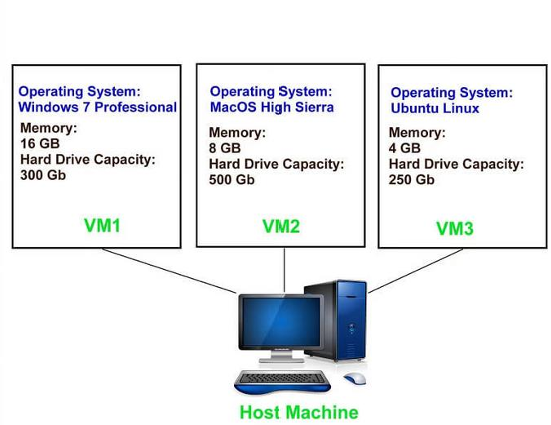 Operating System:
Windows 7 Professional
Memory:
16 GB
Hard Drive Capacity:
300 Gb
VM1
Operating System:
MacOS High Sierra
Memory:
8 GB
Hard Drive Capacity:
500 Gb
VM2
Operating System:
Ubuntu Linux
Memory:
4 GB
Hard Drive Capacity:
250 Gb
VM3
Host Machine